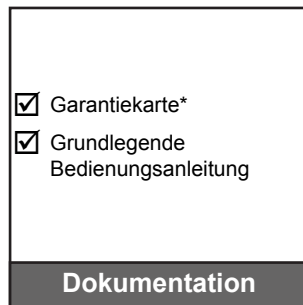 ☑ Garantiekarte*
☑ Grundlegende
Bedienungsanleitung
Dokumentation